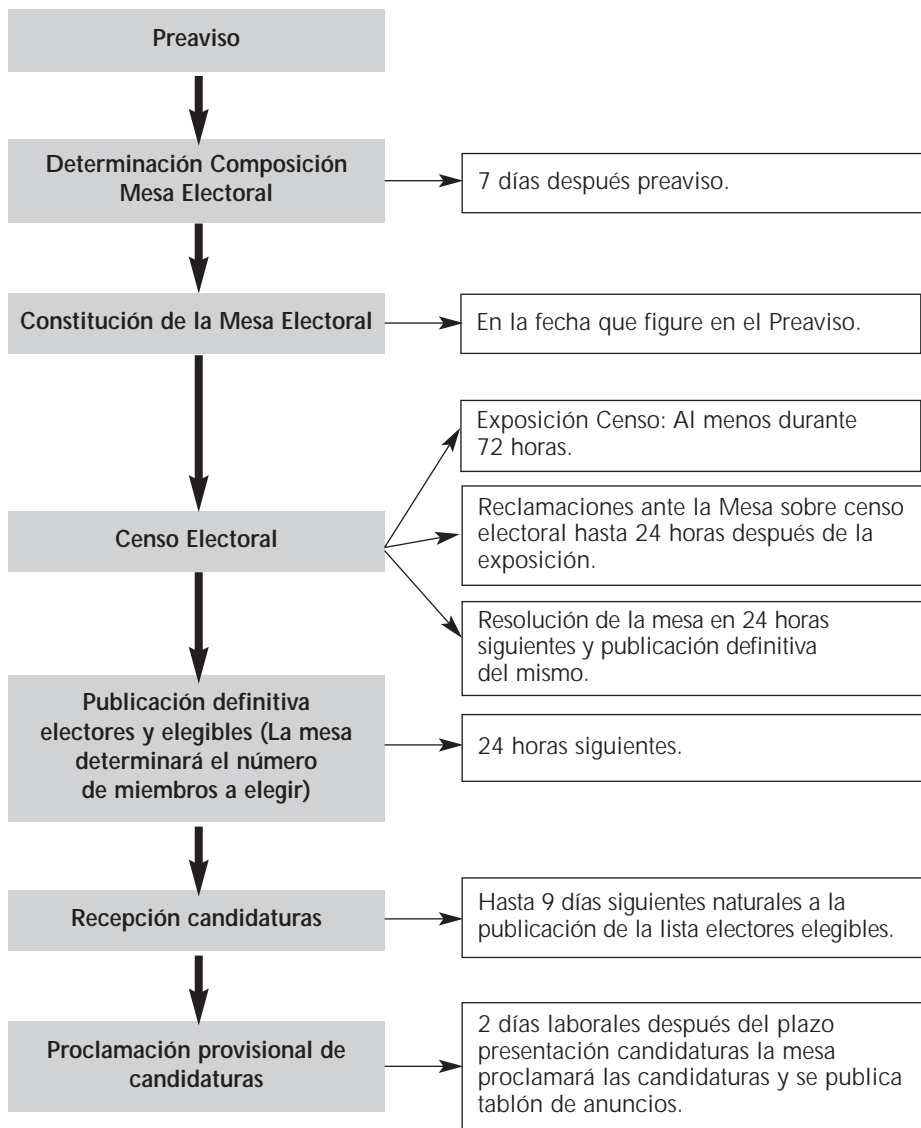 Preaviso
Determinación Composición
Mesa Electoral
7 días después preaviso.
Constitución de la Mesa Electoral
En la fecha que figure en el Preaviso.
Censo Electoral
Exposición Censo: Al menos durante
72 horas.
Reclamaciones ante la Mesa sobre censo
electoral hasta 24 horas después de la
exposición.
Resolución de la mesa en 24 horas
siguientes y publicación definitiva
del mismo.
Publicación definitiva
electores y elegibles (La mesa
determinará el número
de miembros a elegir)
24 horas siguientes.
Recepción candidaturas
Hasta 9 días siguientes naturales a la
publicación de la lista electores elegibles.
Proclamación provisional de
candidaturas
2 días laborales después del plazo
presentación candidaturas la mesa
proclamará las candidaturas y se publica
tablón de anuncios.